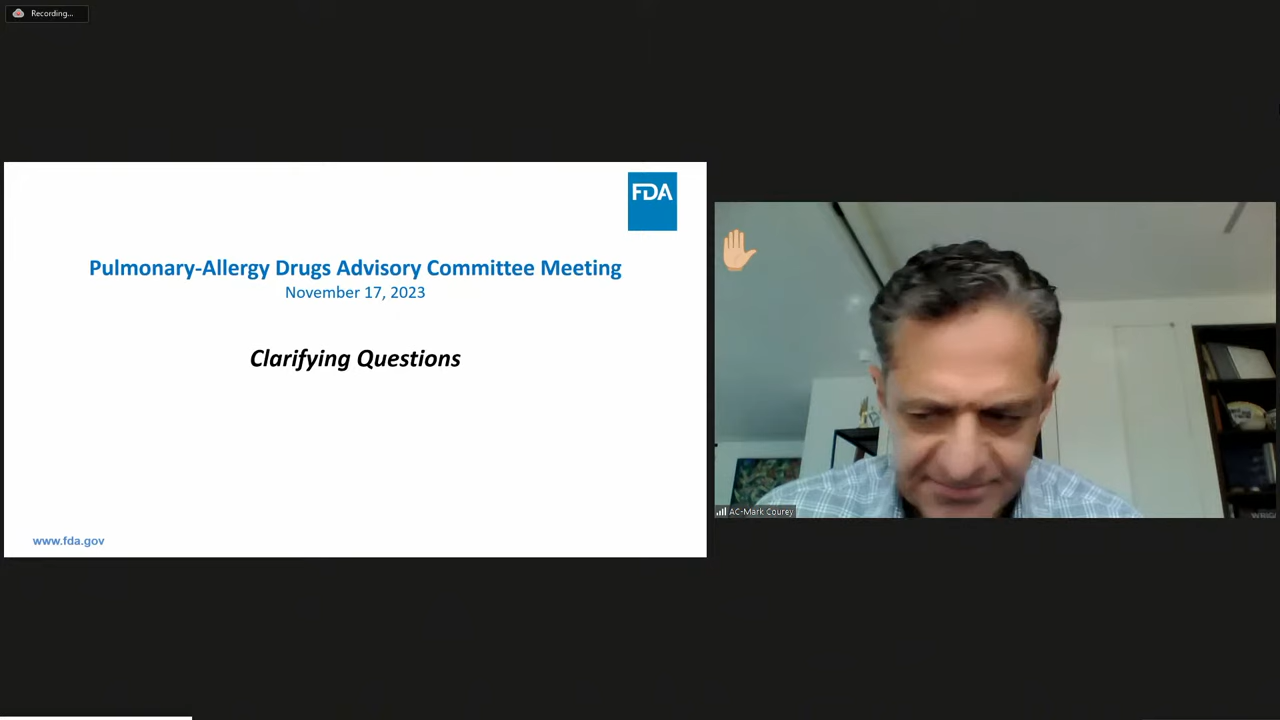 Recording...
FDA
Pulmonary-Allergy Drugs Advisory Committee Meeting
November 17, 2023
Clarifying Questions
www.fda.gov
AC-Mark Courey